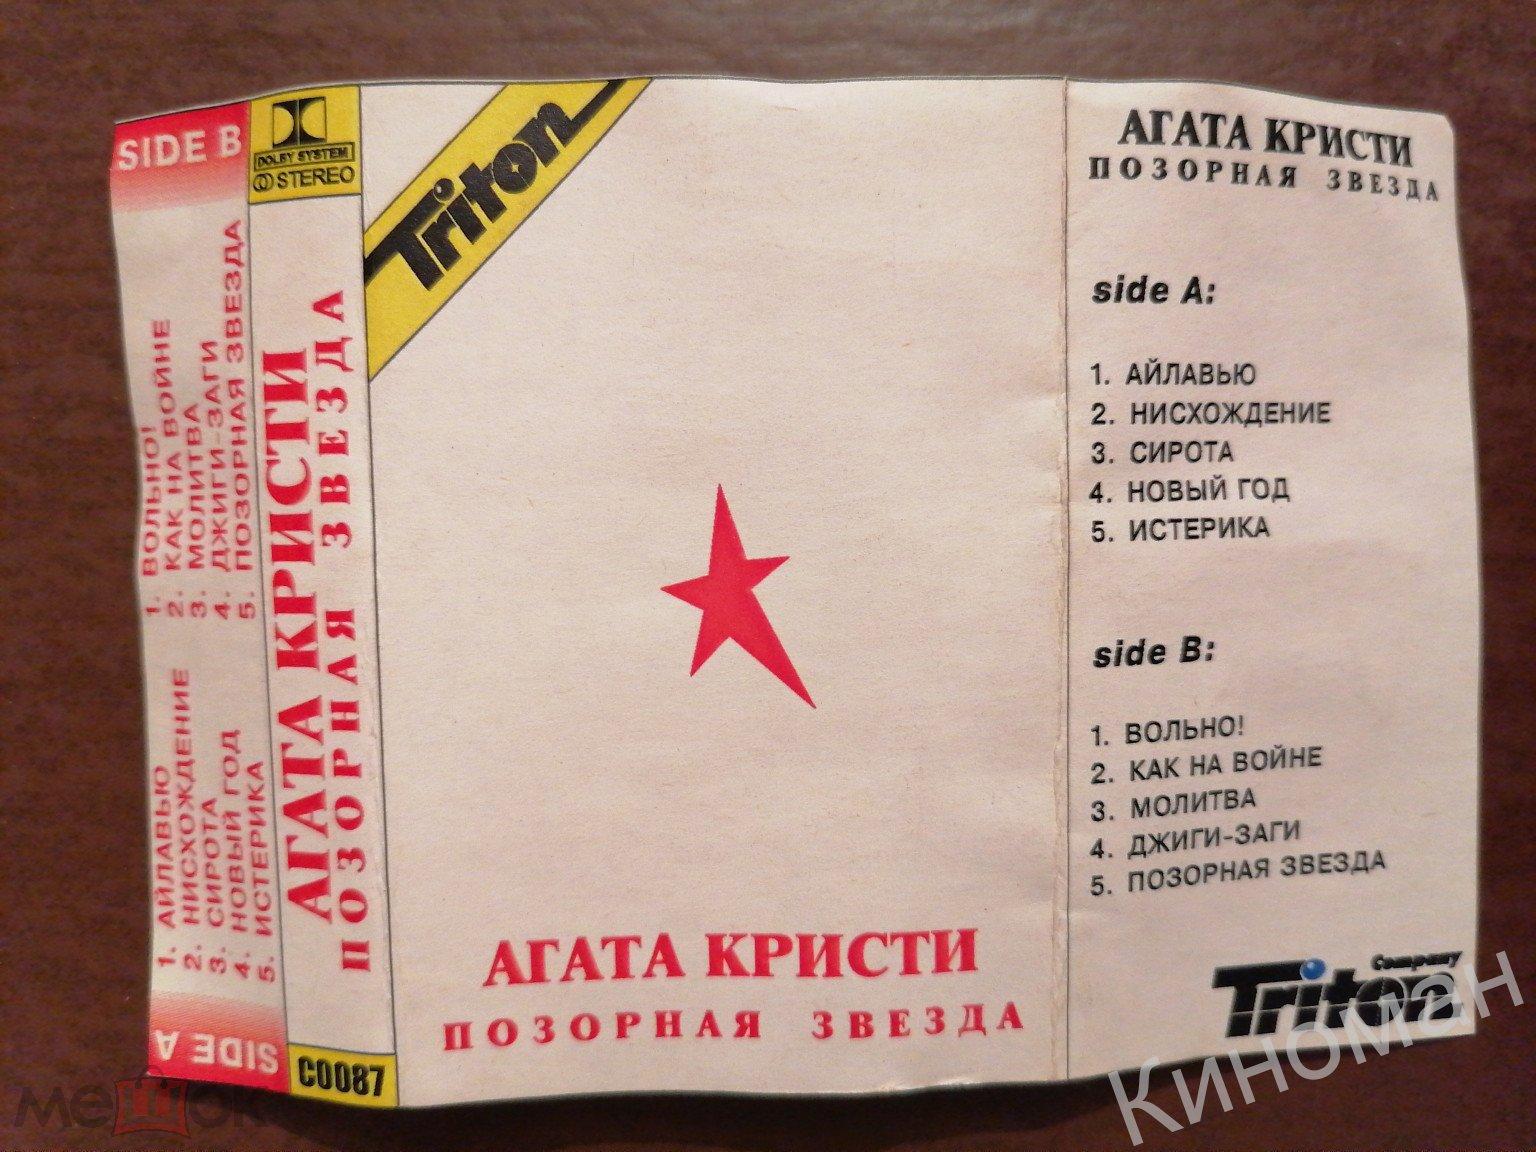 SIDE B
1. ВОЛЬНО!
2. КАК НА ВОЙНЕ
3. МОЛИТВА
4. ДЖИГИ-ЗАГИ
5. ПОЗОРНАЯ ЗВЕЗДА
1. АЙЛАВЬЮ
2. НИСХОЖДЕНИЕ
3. СИРОТА
4. НОВЫЙ ГОД
5. ИСТЕРИКА
SIDE A
DOLBY SYSTEM
STEREO
АГАТА КРИСТИ
ПОЗОРНАЯ ЗВЕЗДА
C0087
Triton
АГАТА КРИСТИ
ПОЗОРНАЯ ЗВЕЗДА
АГАТА КРИСТИ
ПОЗОРНАЯ ЗВЕЗДА
side A:
1. АЙЛАВЬЮ
2. НИСХОЖДЕНИЕ
3. СИРОТА
4. НОВЫЙ ГОД
5. ИСТЕРИКА
side B:
1. ВОЛЬНО!
2. КАК НА ВОЙНЕ
3. МОЛИТВА
4. ДЖИГИ-ЗАГИ
5. ПОЗОРНАЯ ЗВЕЗДА
Company
Triton
Киноман
мешок